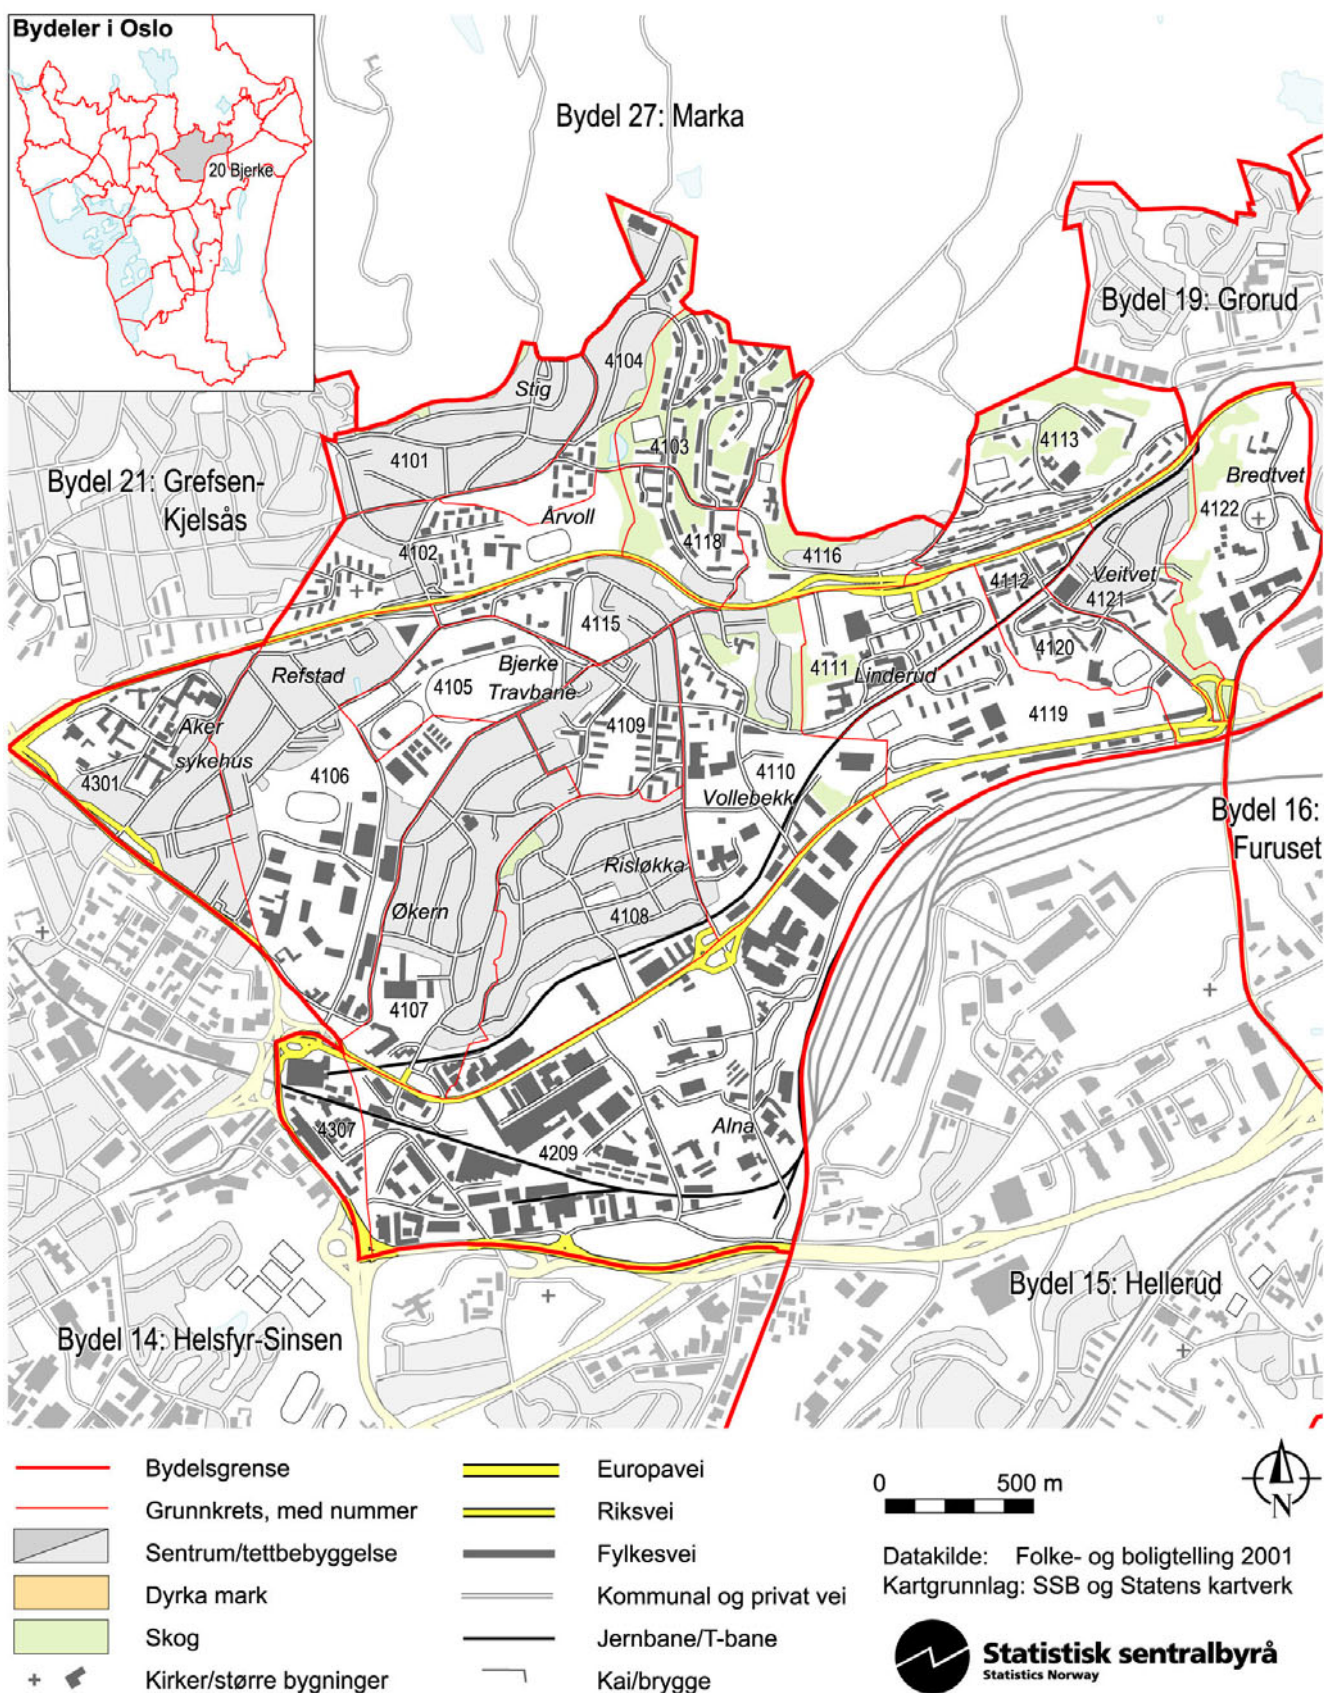 Bydeler i Oslo
20 Bjerke
Bydel 27: Marka
Bydel 19: Grorud
Bydel 21: Grefsen-
Kjelsås
Stig
4104
4101
4103
4113
Bredtvet
4122
Årvoll
4102
4118
4116
4112
Veitvet
4121
4115
4120
Refstad
Bjerke
Travbane
4105
4111
Linderud
4109
4119
Aker
sykehus
4301
4106
4110
Vollebekk
Bydel 16:
Furuset
Risløkka
4108
Økern
4107
4307
4209
Alna
Bydel 15: Hellerud
Bydel 14: Helsfyr-Sinsen
Bydelsgrense
Grunnkrets, med nummer
Sentrum/tettbebyggelse
Dyrka mark
Skog
Kirker/større bygninger
Europavei
Riksvei
Fylkesvei
Kommunal og privat vei
Jernbane/T-bane
Kai/brygge
0 500 m
N
Datakilde: Folke- og boligtelling 2001
Kartgrunnlag: SSB og Statens kartverk
Statistisk sentralbyrå
Statistics Norway